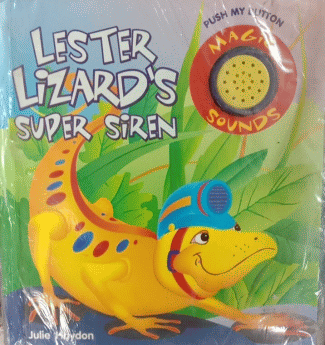 PUSH MY BUTTON
MAGIC
SOUNDS
LESTER
LiZARD'S
SUPER SiREN
Julie